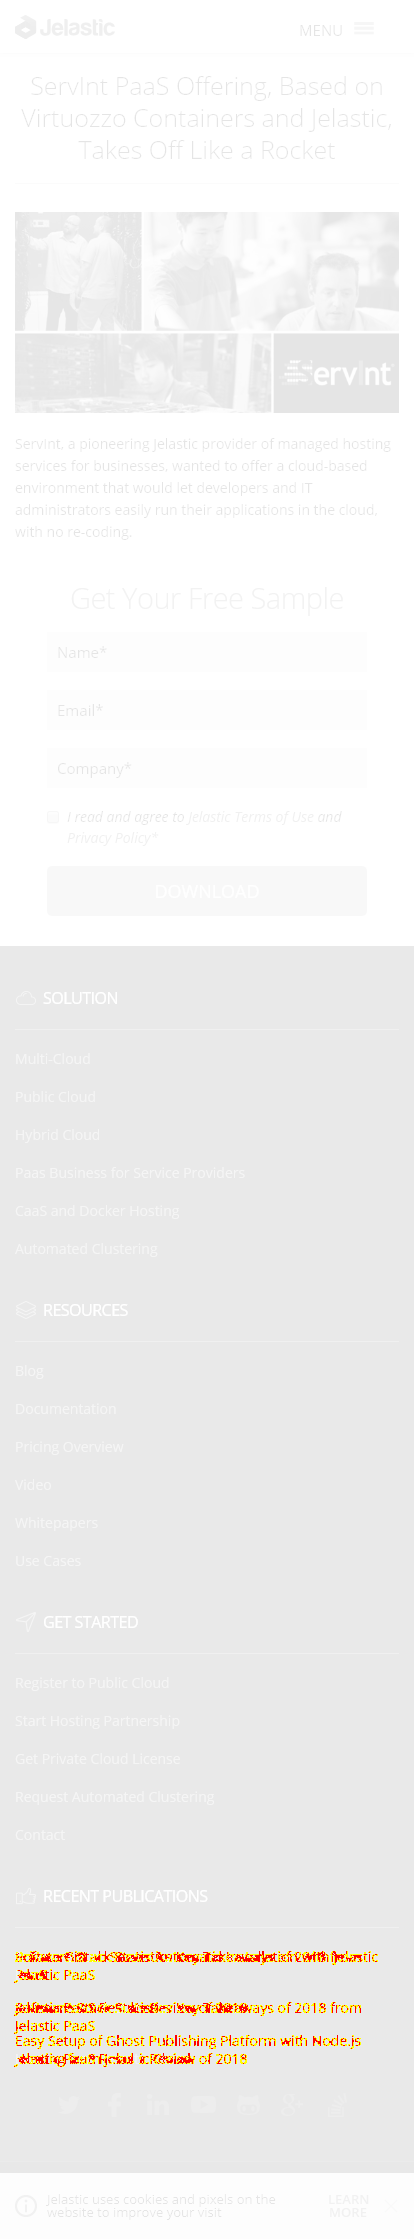 Jelastic
MENU
ServInt PaaS Offering, Based on
Virtuozzo Containers and Jelastic,
Takes Off Like a Rocket
ServInt
ServInt, a pioneering Jelastic provider of managed hosting
services for businesses, wanted to offer a cloud-based
environment that would let developers and IT
administrators easily run their applications in the cloud,
with no re-coding.
Get Your Free Sample
Name*
Email*
Company*
I read and agree to Jelastic Terms of Use and
Privacy Policy*
DOWNLOAD
SOLUTION
Multi-Cloud
Public Cloud
Hybrid Cloud
Paas Business for Service Providers
CaaS and Docker Hosting
Automated Clustering
RESOURCES
Blog
Documentation
Pricing Overview
Video
Whitepapers
Use Cases
GET STARTED
Register to Public Cloud
Start Hosting Partnership
Get Private Cloud License
Request Automated Clustering
Contact
RECENT PUBLICATIONS
Jelastic
Jelastic PaaS
of 2018 from
Jelastic PaaS
Easy Setup of Ghost Publishing Platform with Node.js
of 2018
Jelastic uses cookies and pixels on the
website to improve your visit
LEARN
MORE